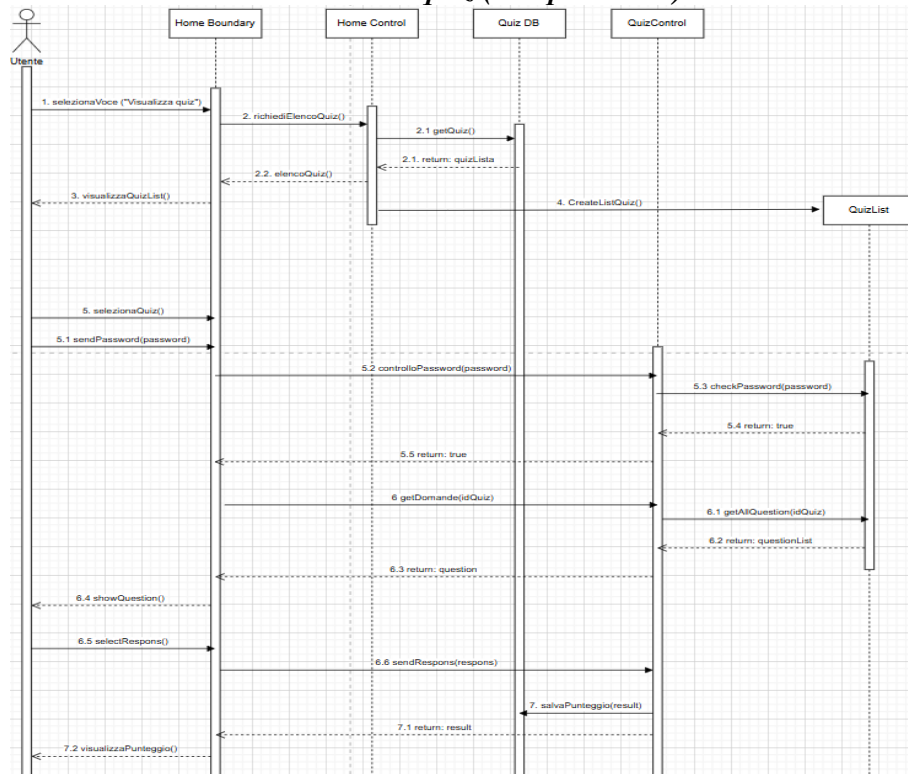 Home Boundary
Home Control
Quiz DB
QuizControl
Utente
1. selezionaVoce ("Visualizza quiz")
2. richiediElencoQuiz()
2.1 getQuiz()
2.1. return: quizLista
2.2. elencoQuiz()
3. visualizzaQuizList()
4. CreateListQuiz()
QuizList
5. selezionaQuiz()
5.1 sendPassword(password)
5.2 controlloPassword(password)
5.3 checkPassword(password)
5.4 return: true
5.5 return: true
6 getDomande(idQuiz)
6.1 getAllQuestion(idQuiz)
6.2 return: questionList
6.3 return: question
6.4 showQuestion()
6.5 selectRespons()
6.6 sendRespons(respons)
7. salvaPunteggio(result)
7.1 return: result
7.2 visualizzaPunteggio()